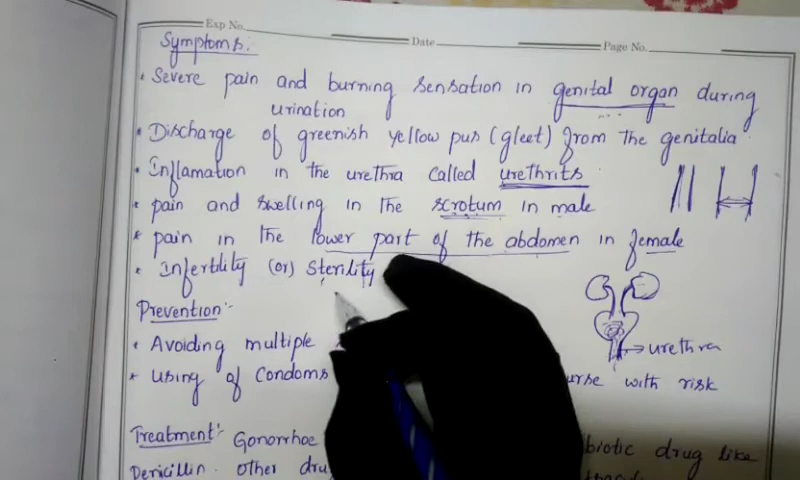 Exp No.
Date
Page No.
Symptoms:
• Severe pain and burning sensation in genital organ during
urination
• Discharge of greenish yellow pus (gleet) from the genitalia
• Inflamation in the urethra called urethrits
• pain and swelling in the scrotum in male
• pain in the lower part of the abdomen in female
• Infertility (or) Sterility
Prevention:-
• Avoiding multiple
urethra
• Using of Condoms urse with risk
Treatment:- Gonorrhoe biotic drug like
Penicillin. other dru